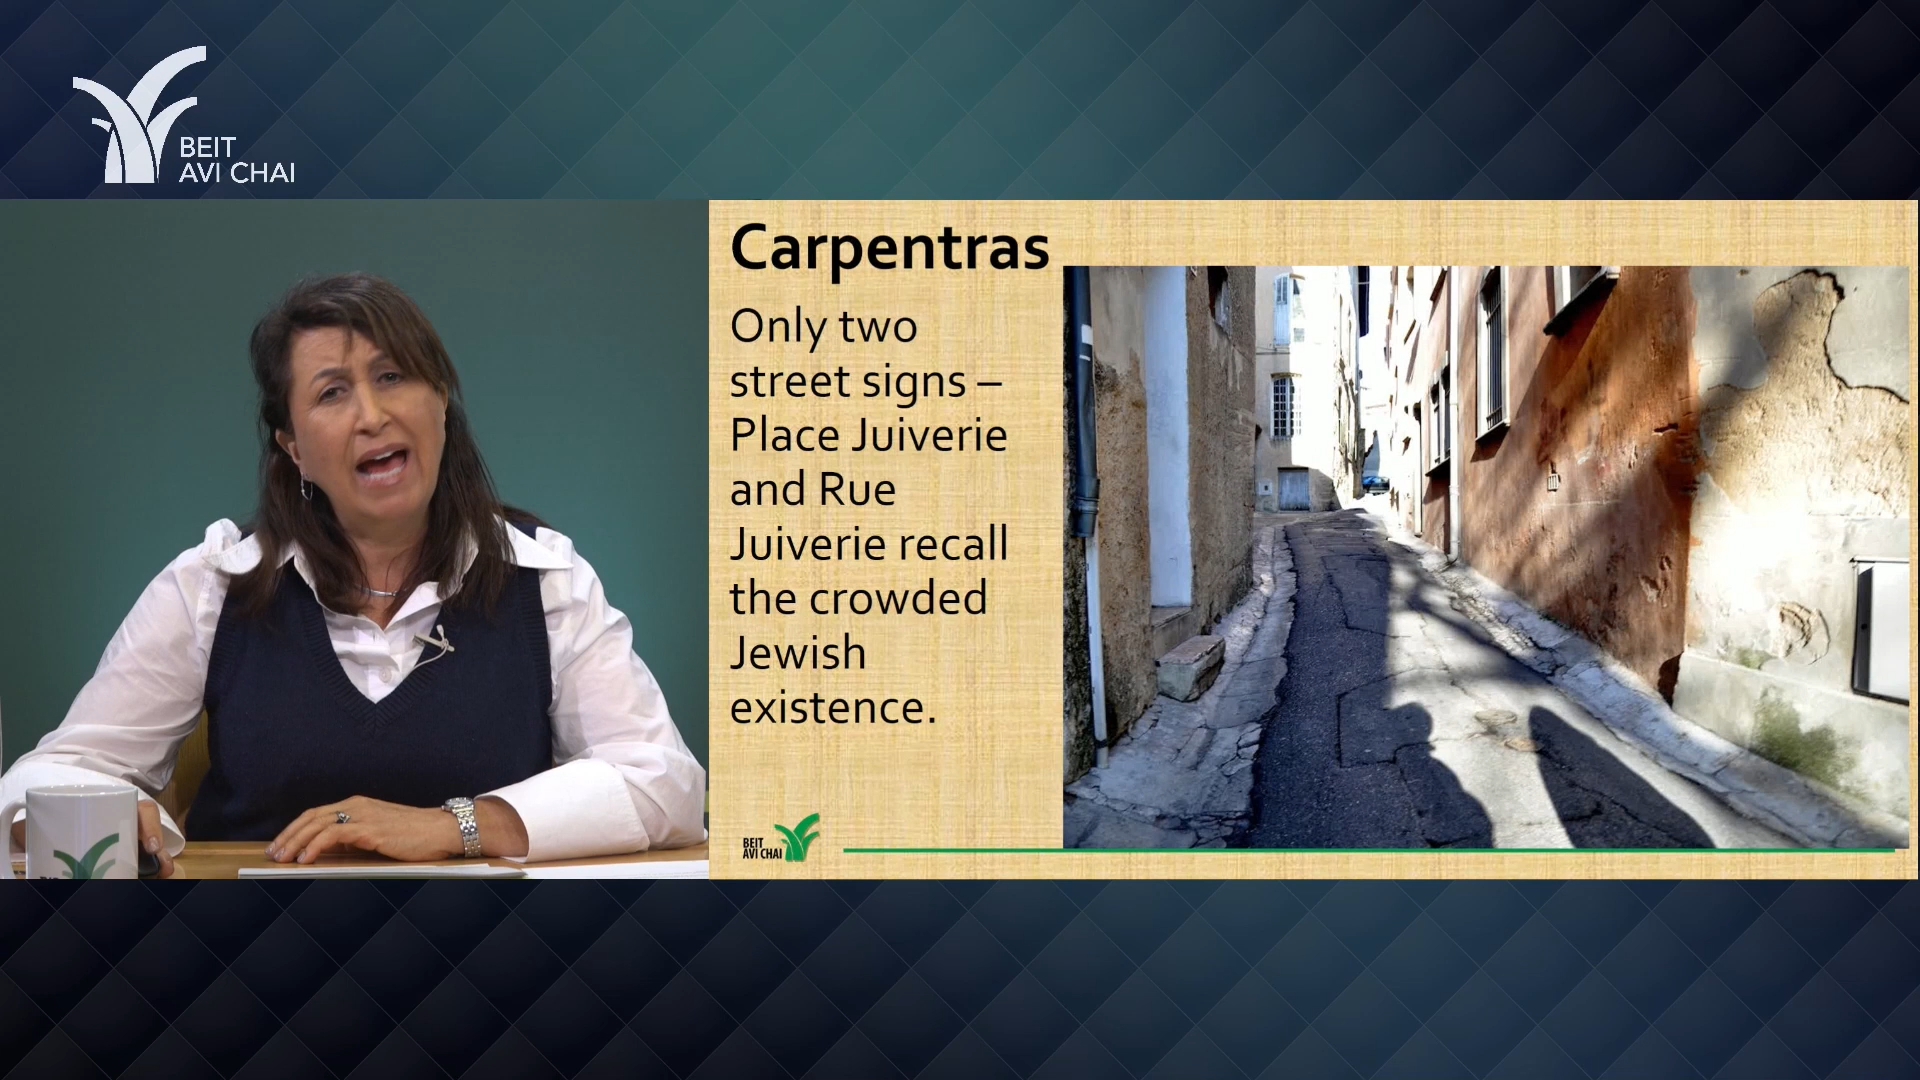 BEIT
AVI CHAI
Carpentras
Only two
street signs –
Place Juiverie
and Rue
Juiverie recall
the crowded
Jewish
existence.
BEIT
AVI CHAI